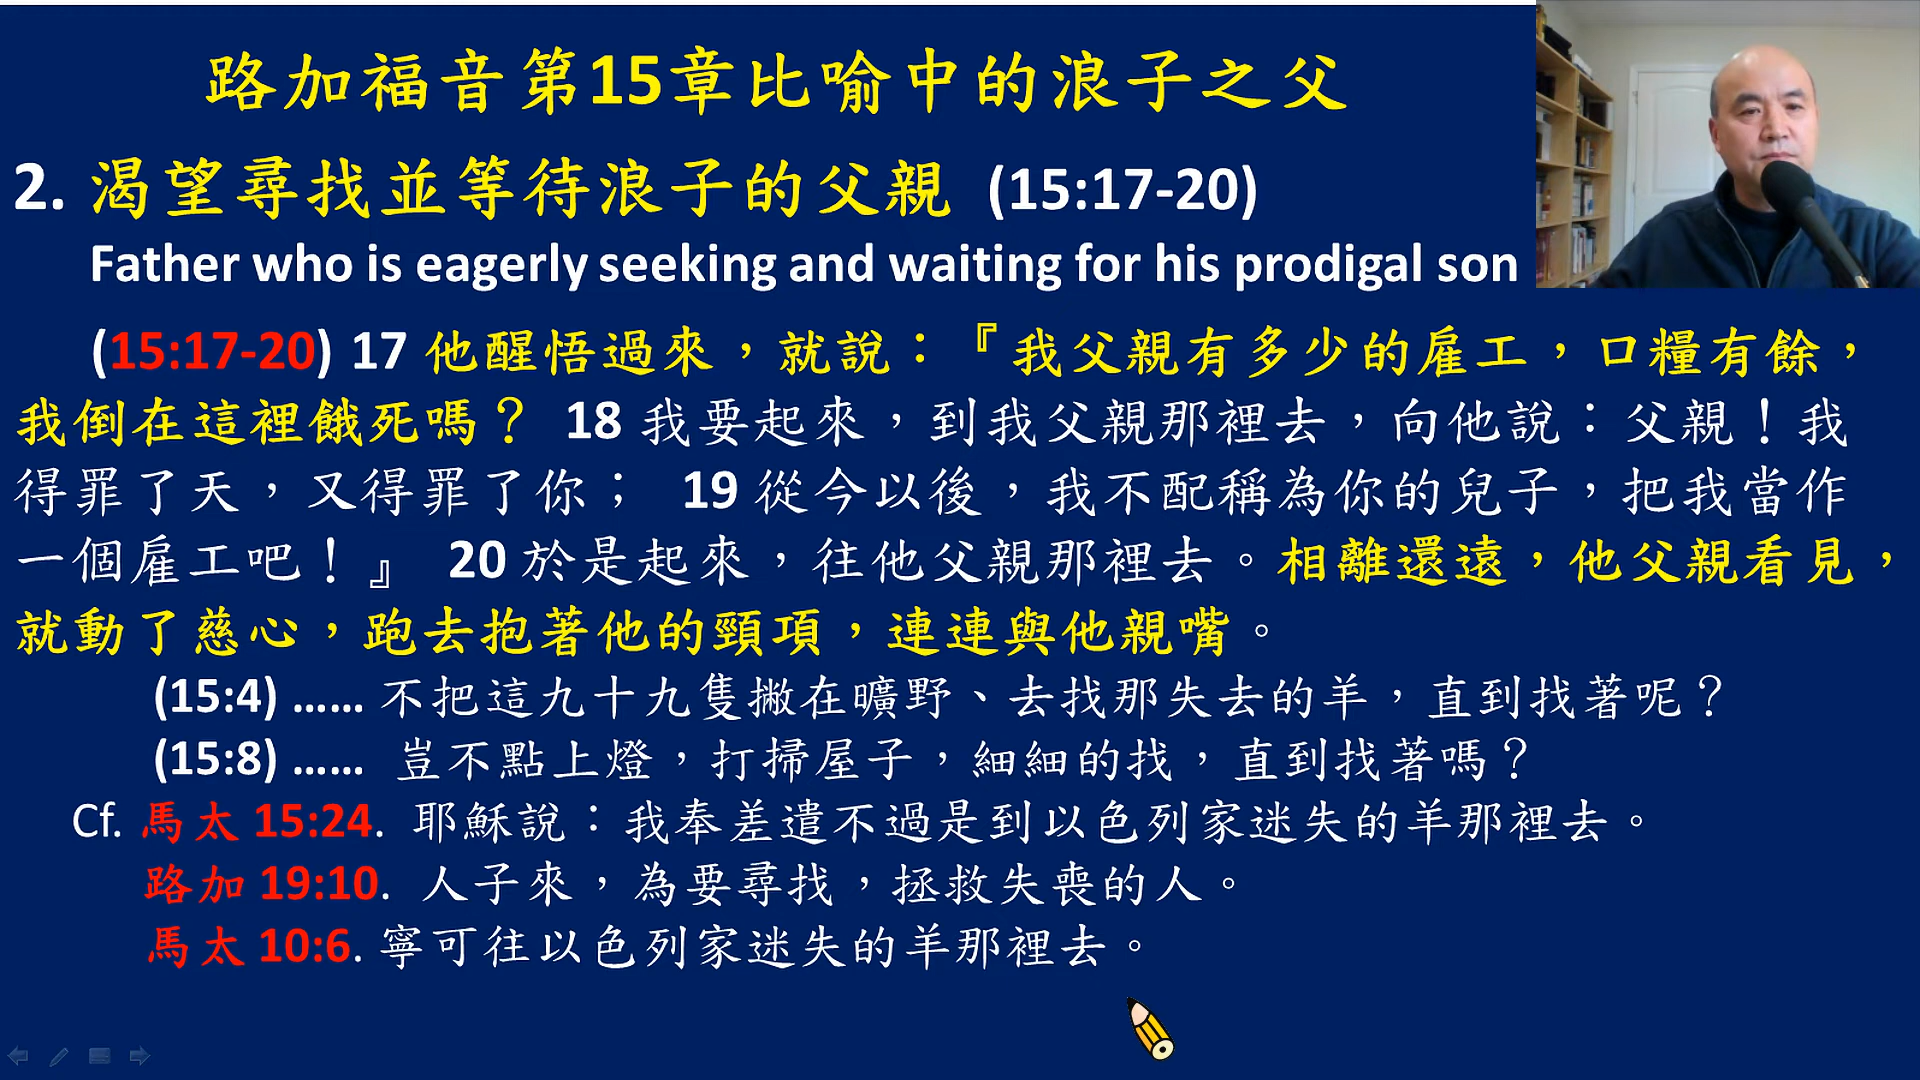 路加福音第15章比喻中的浪子之父
2. 渴望尋找並等待浪子的父親 (15:17-20)
Father who is eagerly seeking and waiting for his prodigal son
(15:17-20) 17 他醒悟過來，就說：『我父親有多少的雇工，口糧有餘，
我倒在這裡餓死嗎？ 18 我要起來，到我父親那裡去，向他說：父親！我
得罪了天，又得罪了你； 19 從今以後，我不配稱為你的兒子，把我當作
一個雇工吧！』 20 於是起來，往他父親那裡去。相離還遠，他父親看見，
就動了慈心，跑去抱著他的頸項，連連與他親嘴。
(15:4) …… 不把這九十九隻撇在曠野、去找那失去的羊，直到找著呢？
(15:8) …… 豈不點上燈，打掃屋子，細細的找，直到找著嗎？
Cf. 馬太 15:24. 耶穌說：我奉差遣不過是到以色列家迷失的羊那裡去。
路加 19:10. 人子來，為要尋找，拯救失喪的人。
馬太 10:6. 寧可往以色列家迷失的羊那裡去。